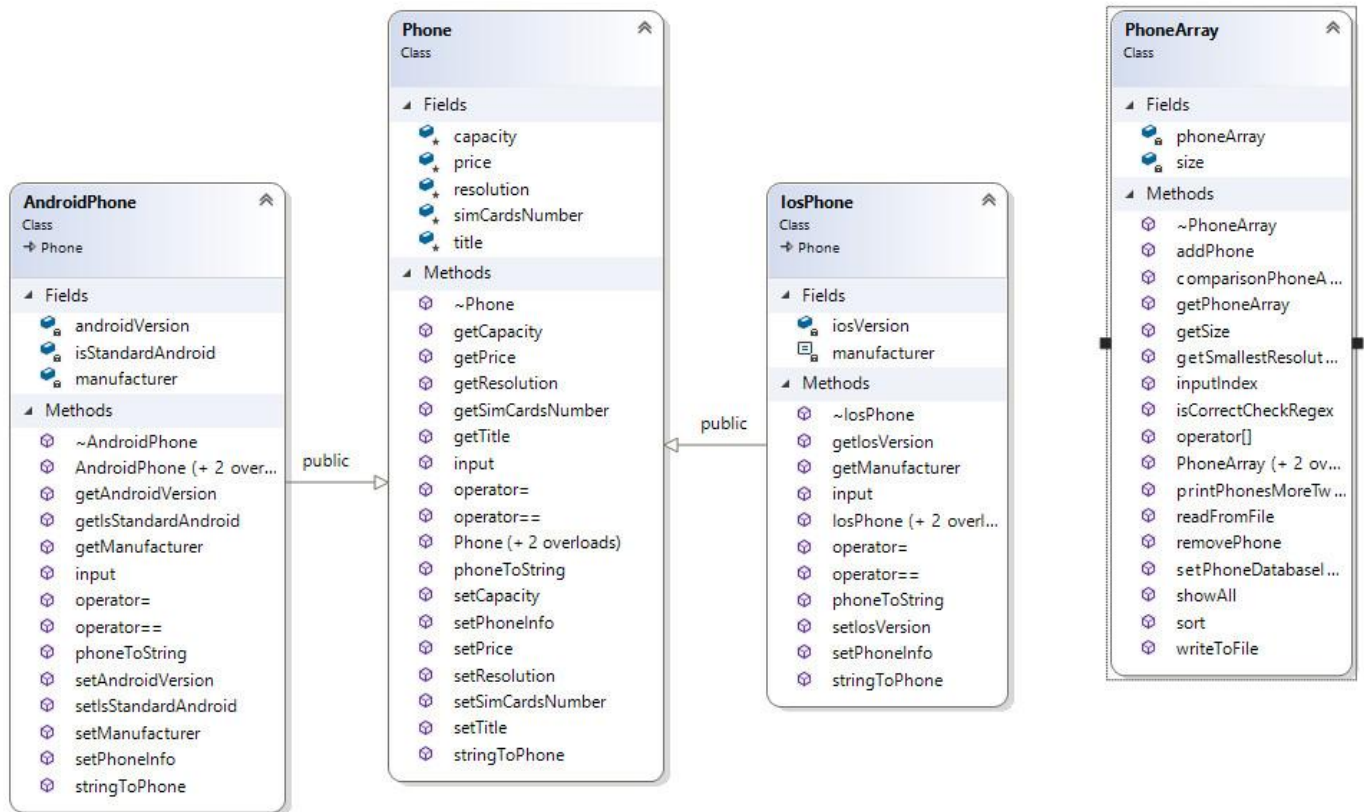 Phone
Class
Fields
capacity
price
resolution
simCardsNumber
title
Methods
~Phone
getCapacity
getPrice
getResolution
getSimCardsNumber
getTitle
input
operator=
operator==
Phone (+ 2 overloads)
phoneToString
setCapacity
setPhoneInfo
setPrice
setResolution
setSimCardsNumber
setTitle
stringToPhone
PhoneArray
Class
Fields
phoneArray
size
Methods
~PhoneArray
addPhone
comparisonPhoneA...
getPhoneArray
getSize
getSmallestResolut...
inputIndex
isCorrectCheckRegex
operator[]
PhoneArray (+ 2 ov...
printPhonesMoreTw...
readFromFile
removePhone
setPhoneDatabaseI...
showAll
sort
writeToFile
AndroidPhone
Class
Phone
Fields
androidVersion
isStandardAndroid
manufacturer
Methods
~AndroidPhone
AndroidPhone (+ 2 over...
getAndroidVersion
getIsStandardAndroid
getManufacturer
input
operator=
operator==
phoneToString
setAndroidVersion
setIsStandardAndroid
setManufacturer
setPhoneInfo
stringToPhone
public
IosPhone
Class
Phone
Fields
iosVersion
manufacturer
Methods
~IosPhone
getIosVersion
getManufacturer
input
IosPhone (+ 2 overl...
operator=
operator==
phoneToString
setIosVersion
setPhoneInfo
stringToPhone
public